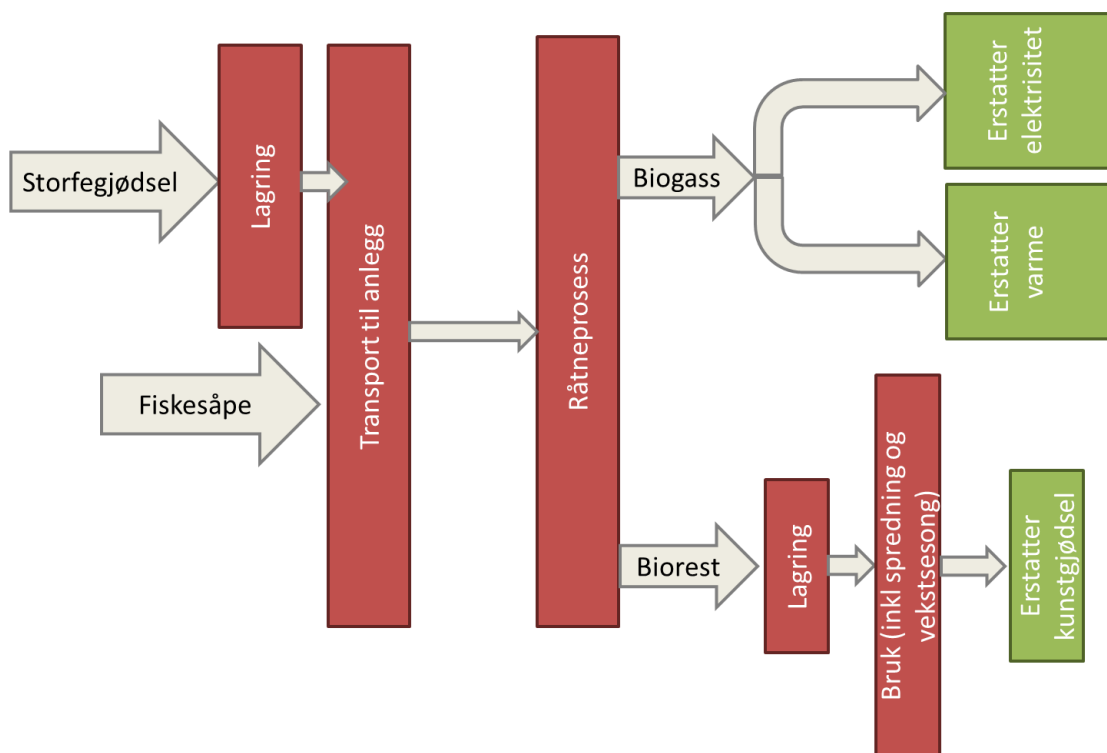 Storfegjødsel
Lagring
Fiskesåpe
Transport til anlegg
Råtneprosess
Biogass
Erstatter
elektrisitet
Erstatter
varme
Biorest
Lagring
Bruk (inkl spredning og
vekstsesong)
Erstatter
kunstgjødsel